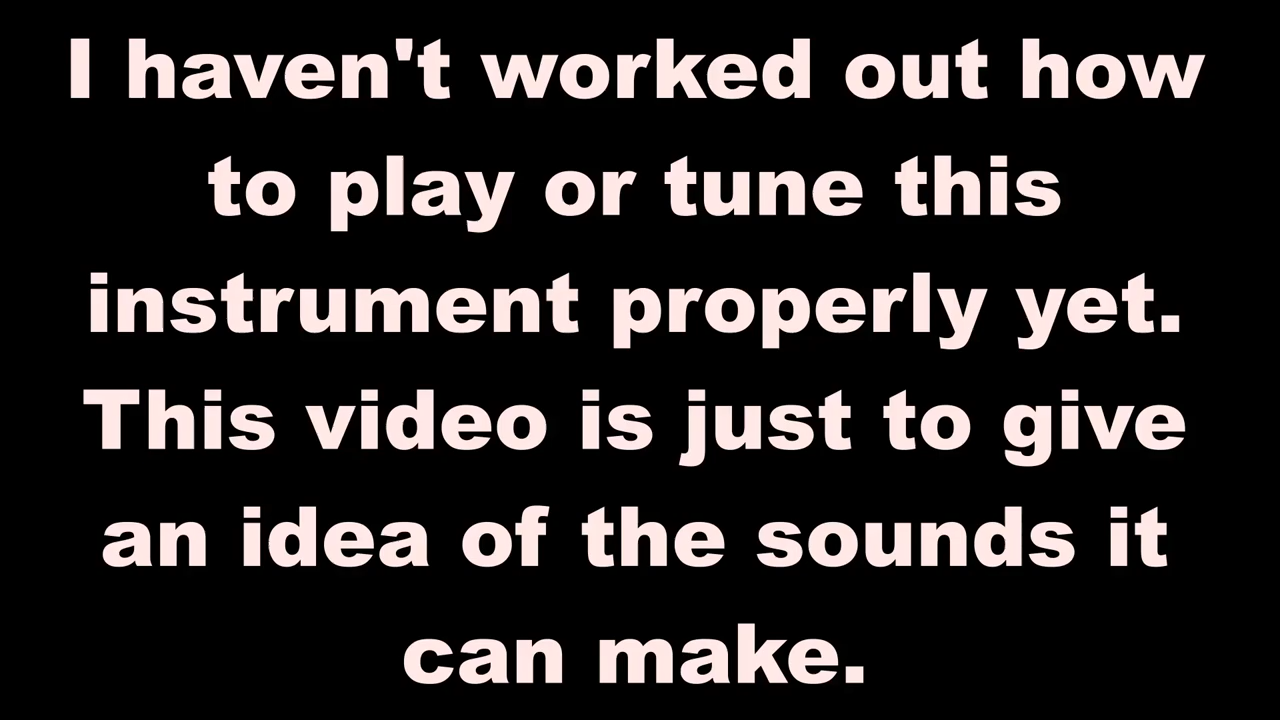 I haven't worked out how
to play or tune this
instrument properly yet.
This video is just to give
an idea of the sounds it
can make.